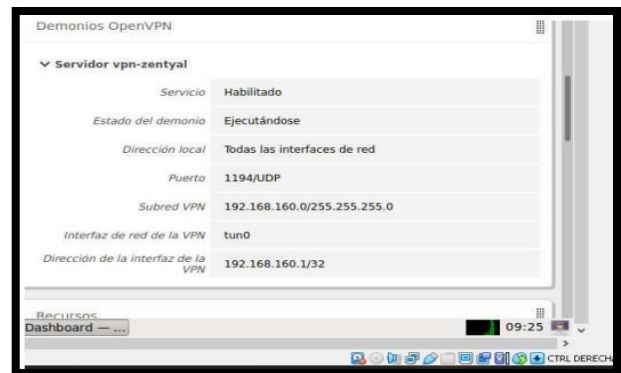 Demonios OpenVPN
Servidor vpn-zentyal
Servicio Habilitado
Estado del demonio Ejecutándose
Dirección local Todas las interfaces de red
Puerto 1194/UDP
Subred VPN 192.168.160.0/255.255.255.0
Interfaz de red de la VPN tun0
Dirección de la interfaz de la
VPN 192.168.160.1/32
Recursos
Dashboard — ...
09:25
CTRL DERECHA